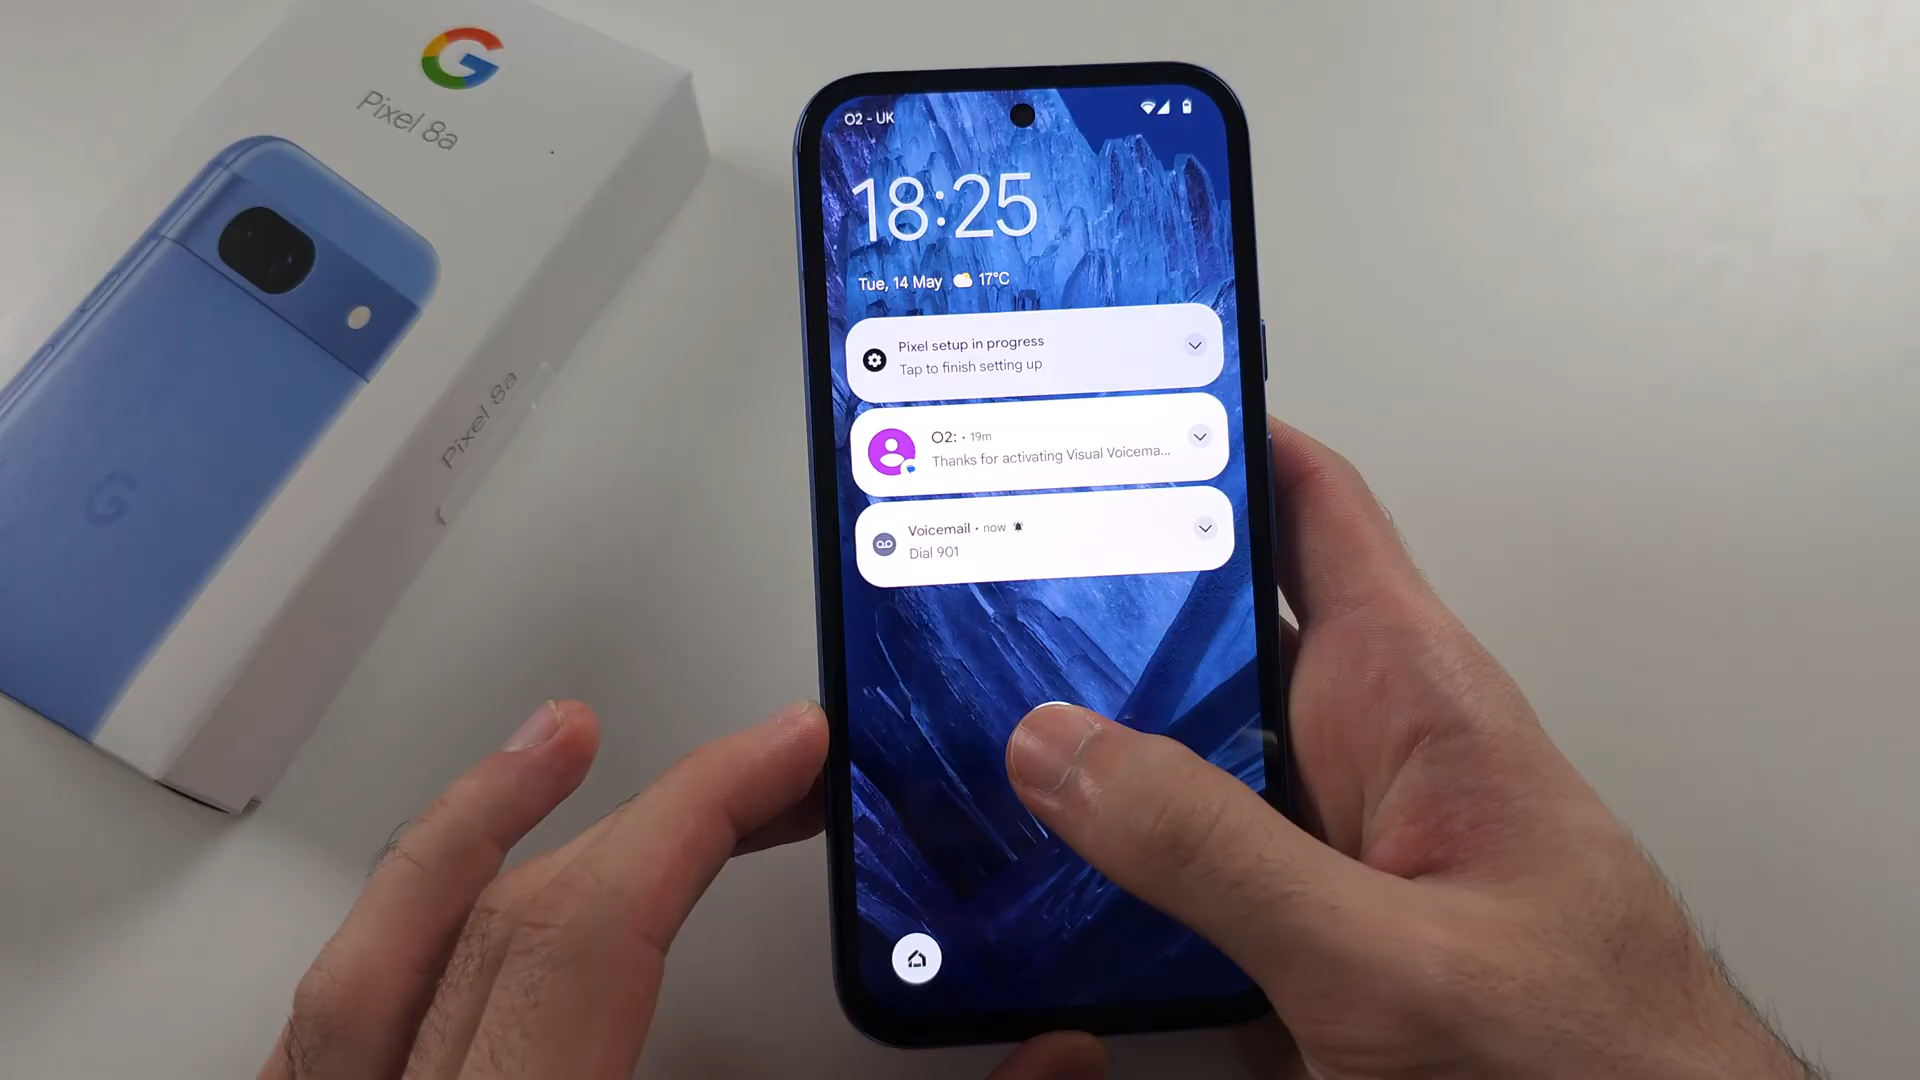 Pixel 8a
Pixel 8a
O2 - UK
18:25
Tue, 14 May 17°C
Pixel setup in progress
Tap to finish setting up
O2: • 19m
Thanks for activating Visual Voicema...
Voicemail • now
Dial 901